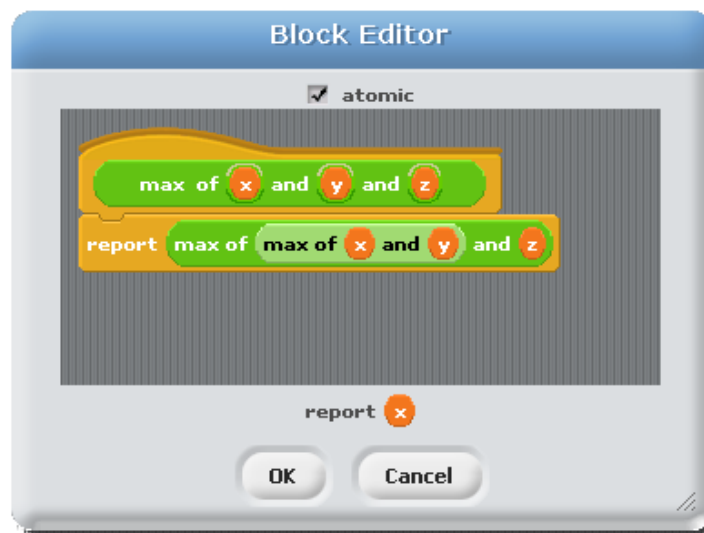 Block Editor
atomic
max of x and y and z
report max of max of x and y and z
report x
OK Cancel